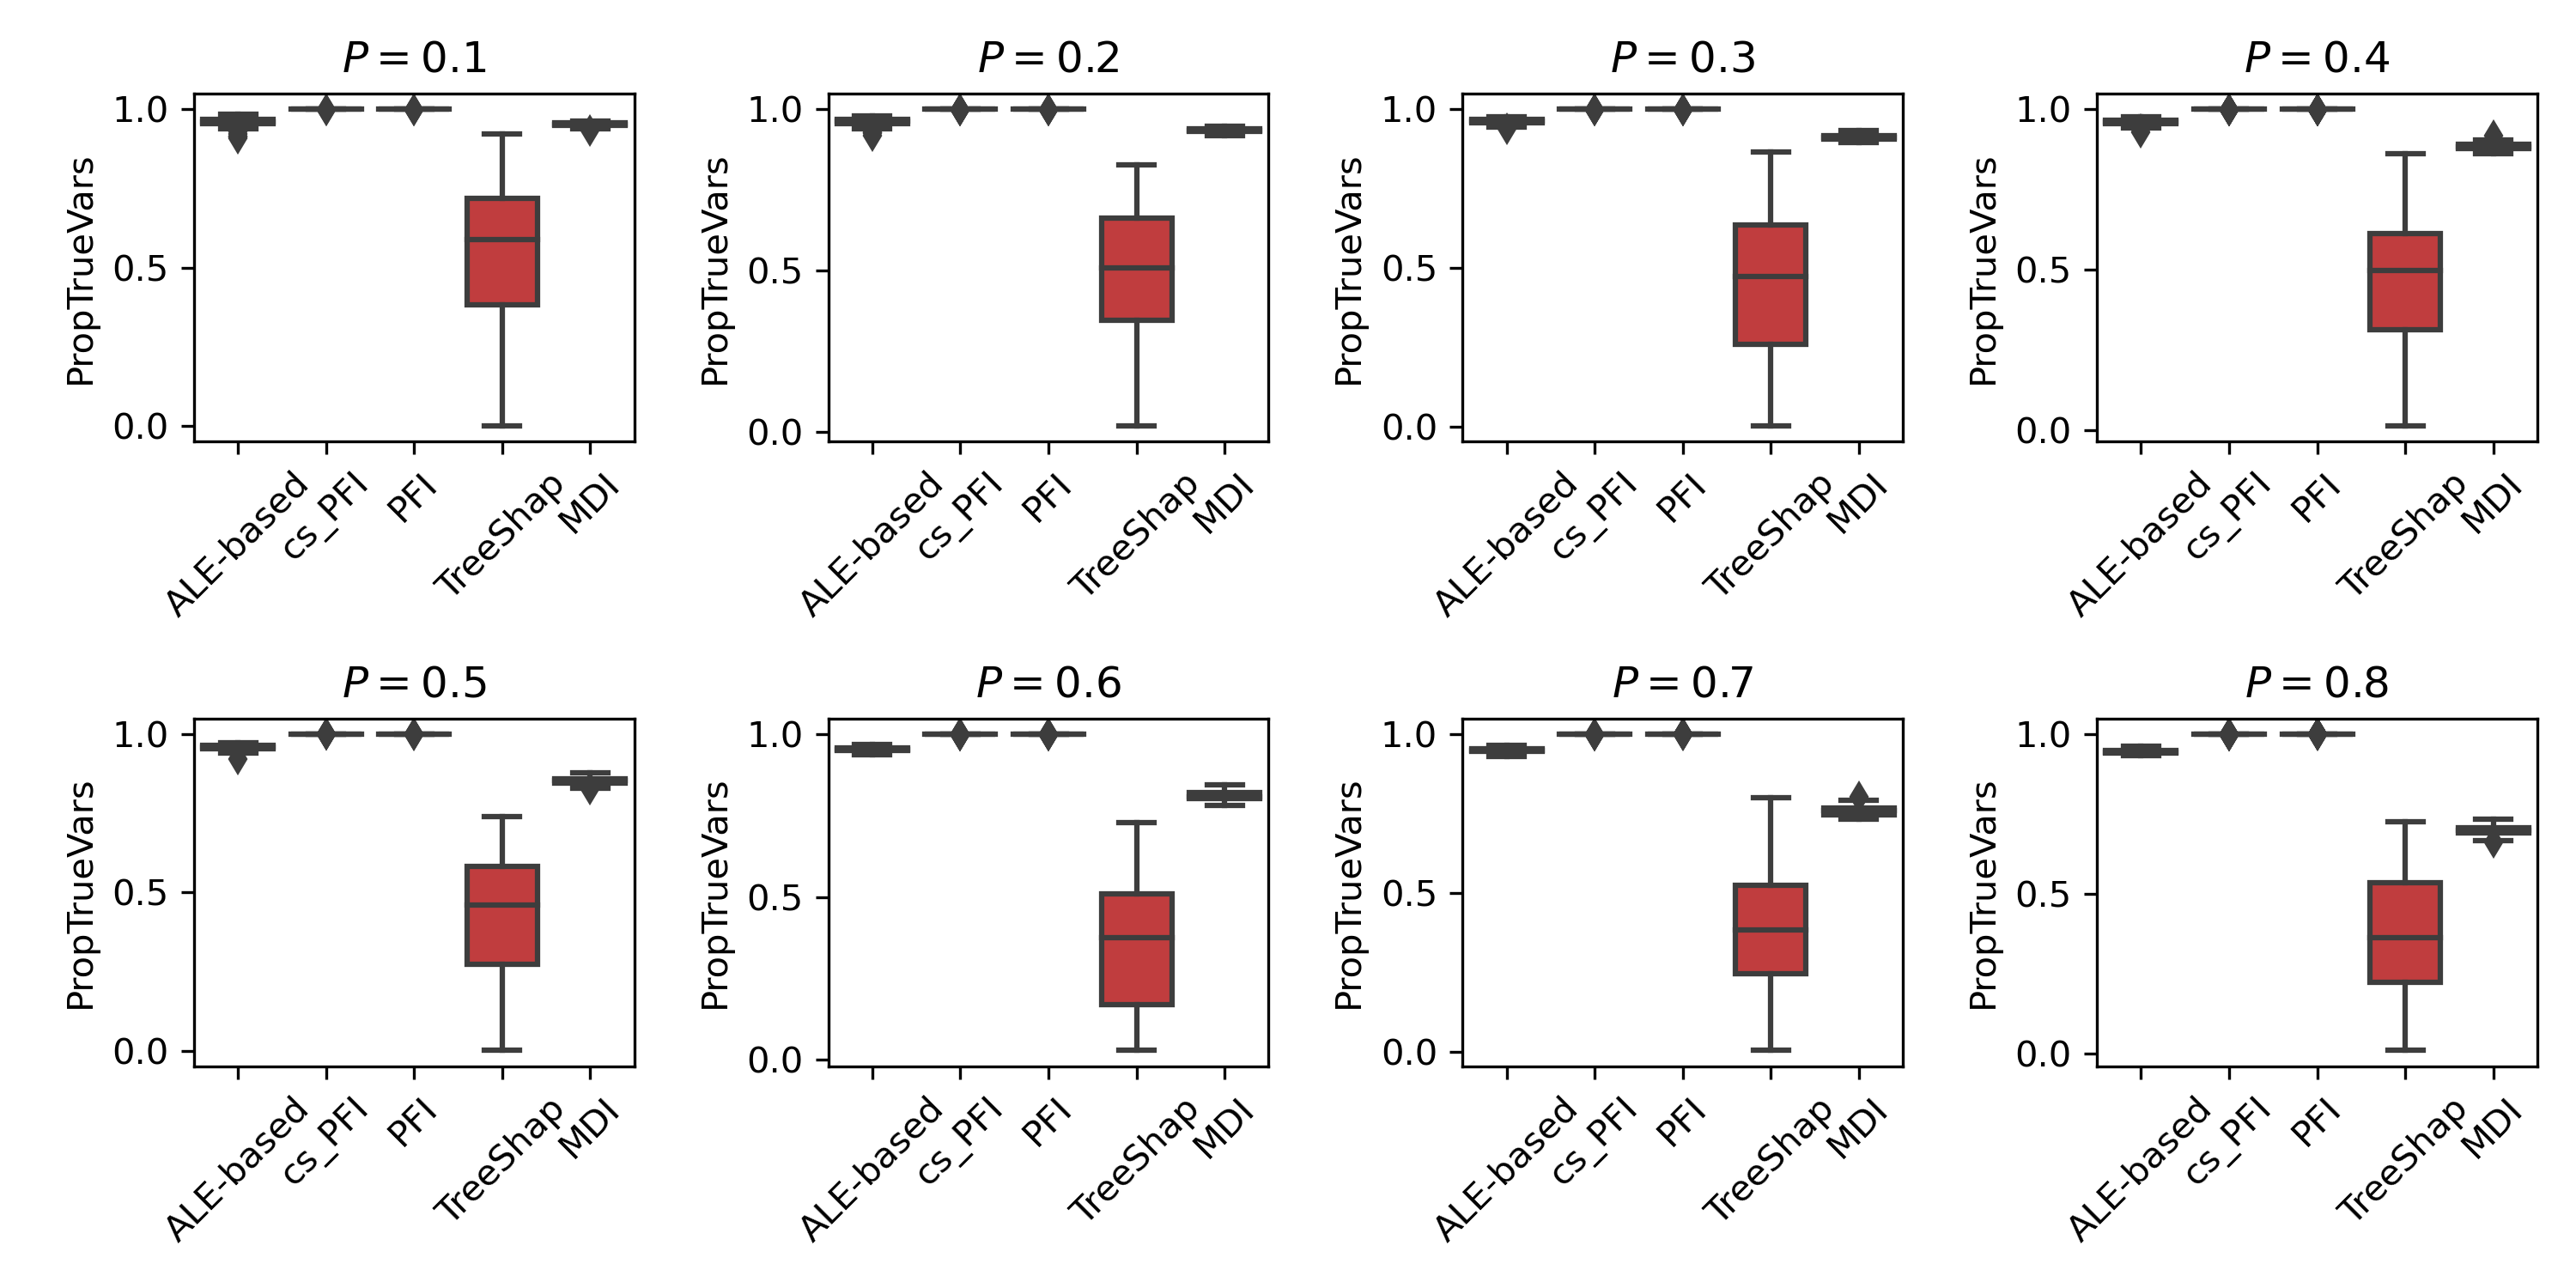 P = 0.1
PropTrueVars
1.0
0.5
0.0
ALE-based
cs_PFI
PFI
TreeShap
MDI
P = 0.2
PropTrueVars
1.0
0.5
0.0
ALE-based
cs_PFI
PFI
TreeShap
MDI
P = 0.3
PropTrueVars
1.0
0.5
0.0
ALE-based
cs_PFI
PFI
TreeShap
MDI
P = 0.4
PropTrueVars
1.0
0.5
0.0
ALE-based
cs_PFI
PFI
TreeShap
MDI
P = 0.5
PropTrueVars
1.0
0.5
0.0
ALE-based
cs_PFI
PFI
TreeShap
MDI
P = 0.6
PropTrueVars
1.0
0.5
0.0
ALE-based
cs_PFI
PFI
TreeShap
MDI
P = 0.7
PropTrueVars
1.0
0.5
0.0
ALE-based
cs_PFI
PFI
TreeShap
MDI
P = 0.8
PropTrueVars
1.0
0.5
0.0
ALE-based
cs_PFI
PFI
TreeShap
MDI